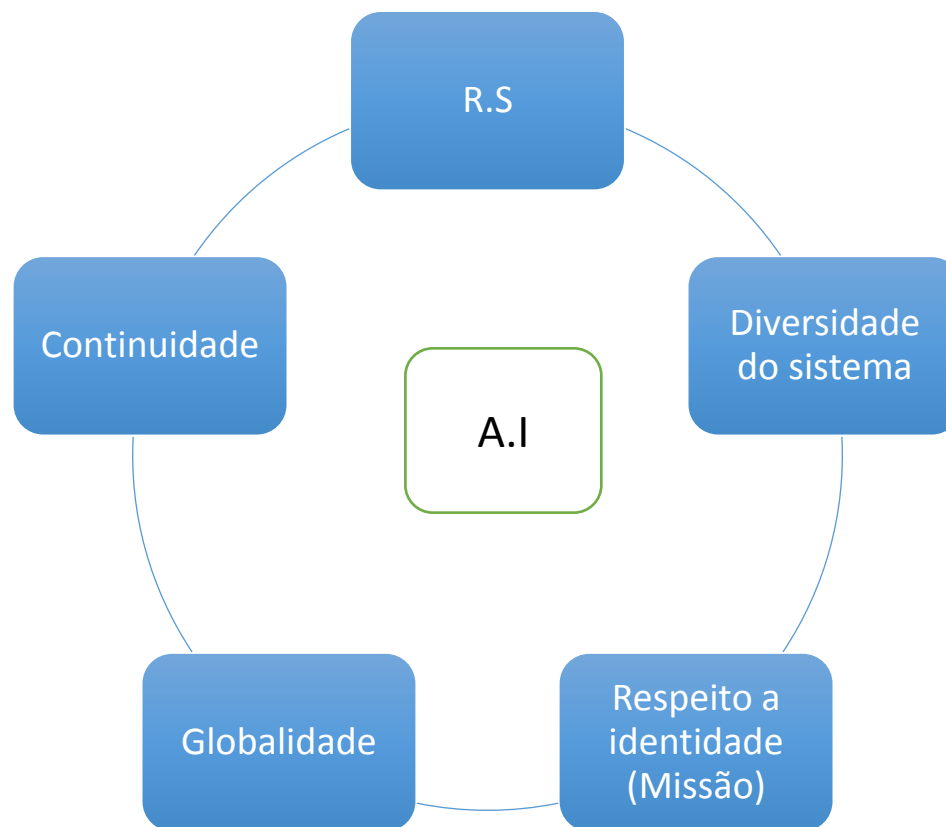 R.S
Diversidade
do sistema
Respeito a
identidade
(Missão)
Globalidade
Continuidade
A.I